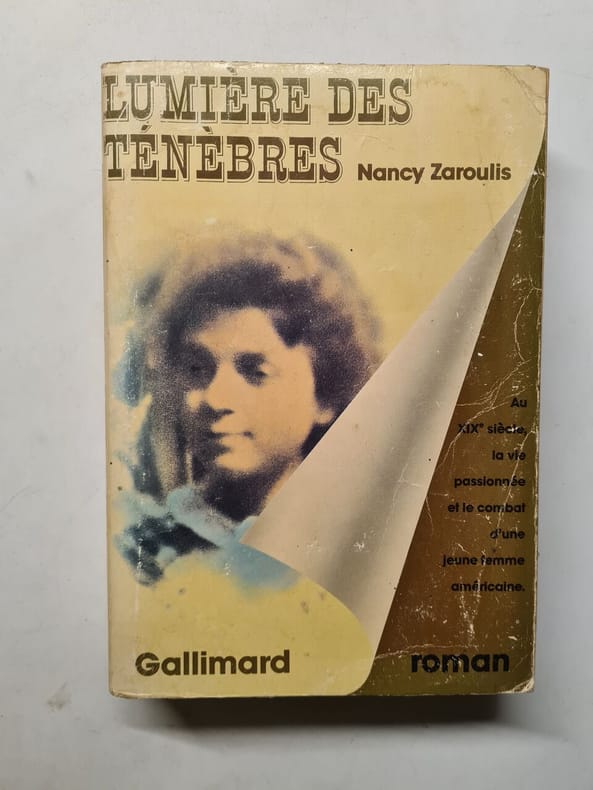 LUMIÈRE DES
TÉNÈBRES
Nancy Zaroulis
Au
XIXe siècle,
la vie
passionnée
et le combat
d'une
jeune femme
américaine.
Gallimard
roman